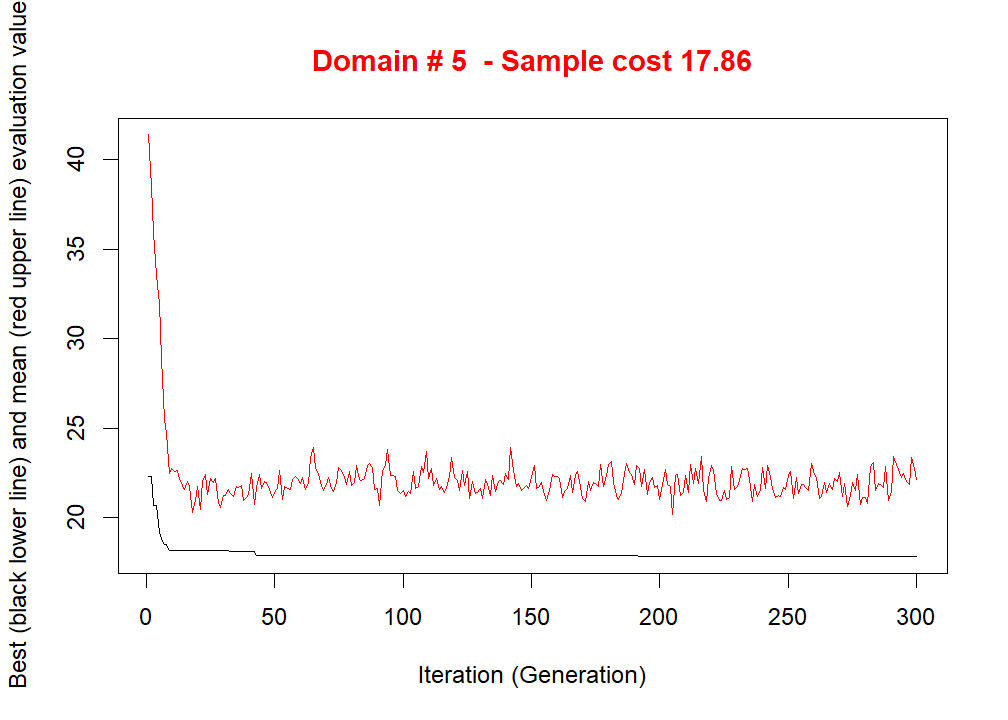 Domain # 5  - Sample cost 17.86
Best (black lower line) and mean (red upper line) evaluation value
40
35
30
25
20
0 50 100 150 200 250 300
Iteration (Generation)